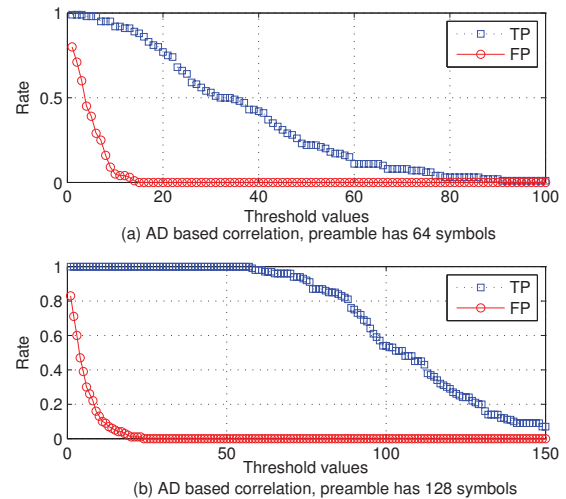 1
0.5
0
Rate
TP
FP
0 20 40 60 80 100
Threshold values
(a) AD based correlation, preamble has 64 symbols
1
0.8
0.6
0.4
0.2
0
Rate
TP
FP
0 50 100 150
Threshold values
(b) AD based correlation, preamble has 128 symbols